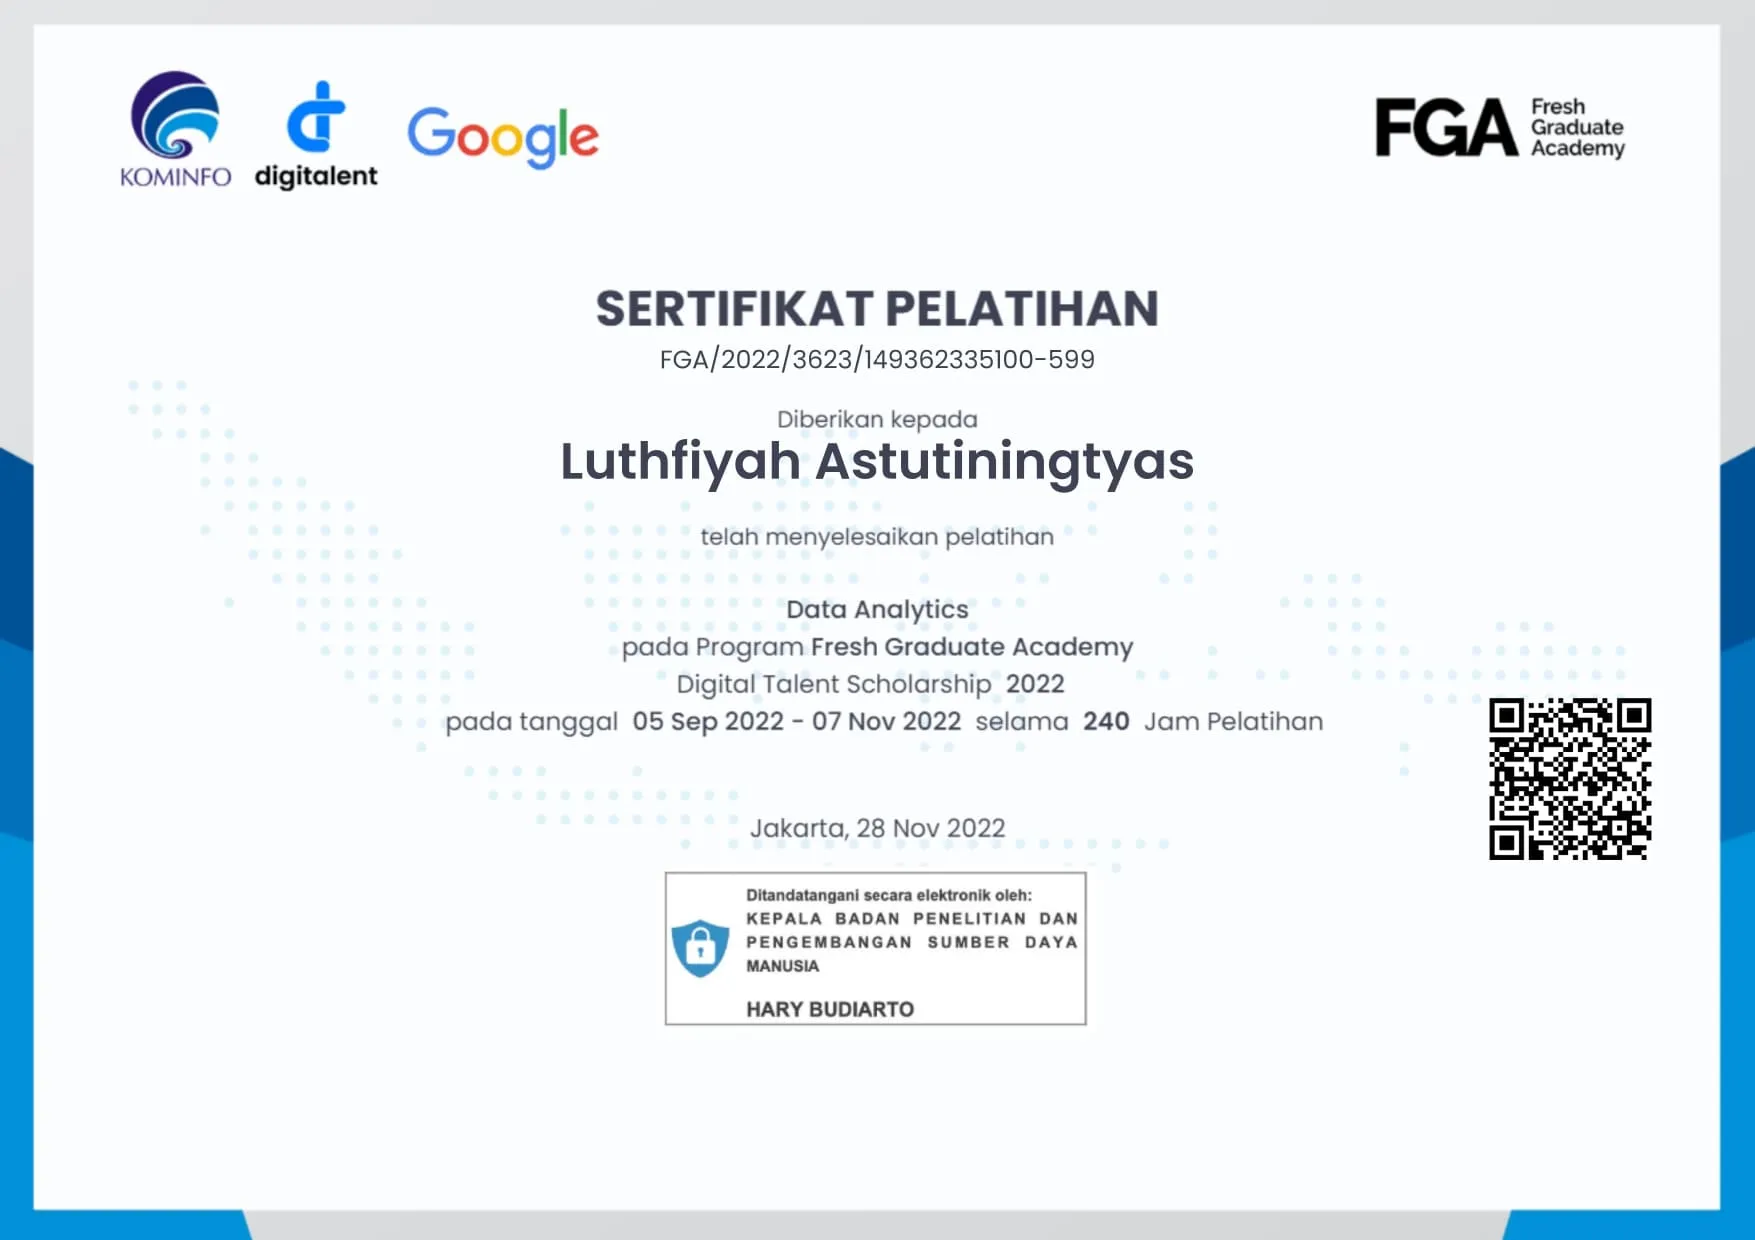 KOMINFO
digitalent
Google
FGA
Fresh
Graduate
Academy
SERTIFIKAT PELATIHAN
FGA/2022/3623/149362335100-599
Diberikan kepada
Luthfiyah Astutiningtyas
telah menyelesaikan pelatihan
Data Analytics
pada Program Fresh Graduate Academy
Digital Talent Scholarship 2022
pada tanggal 05 Sep 2022 - 07 Nov 2022 selama 240 Jam Pelatihan
Jakarta, 28 Nov 2022
Ditandatangani secara elektronik oleh:
KEPALA BADAN PENELITIAN DAN
PENGEMBANGAN SUMBER DAYA
MANUSIA
HARY BUDIARTO